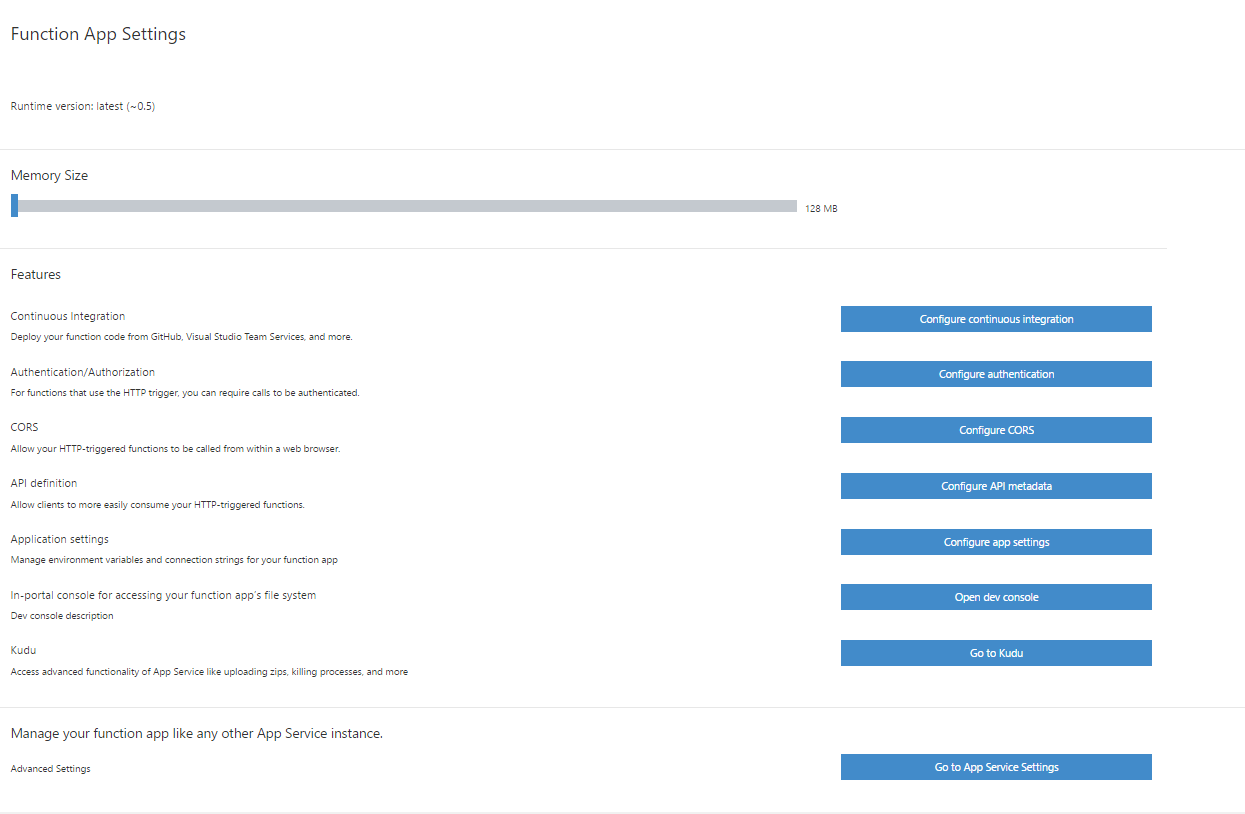 Function App Settings
Runtime version: latest (~0.5)
Memory Size
128 MB
Features
Continuous Integration
Configure continuous integration
Deploy your function code from GitHub, Visual Studio Team Services, and more.
Authentication/Authorization
Configure authentication
For functions that use the HTTP trigger, you can require calls to be authenticated.
CORS
Configure CORS
Allow your HTTP-triggered functions to be called from within a web browser.
API definition
Configure API metadata
Allow clients to more easily consume your HTTP-triggered functions.
Application settings
Configure app settings
Manage environment variables and connection strings for your function app
In-portal console for accessing your function app's file system
Open dev console
Dev console description
Kudu
Go to Kudu
Access advanced functionality of App Service like uploading zips, killing processes, and more
Manage your function app like any other App Service instance.
Advanced Settings
Go to App Service Settings